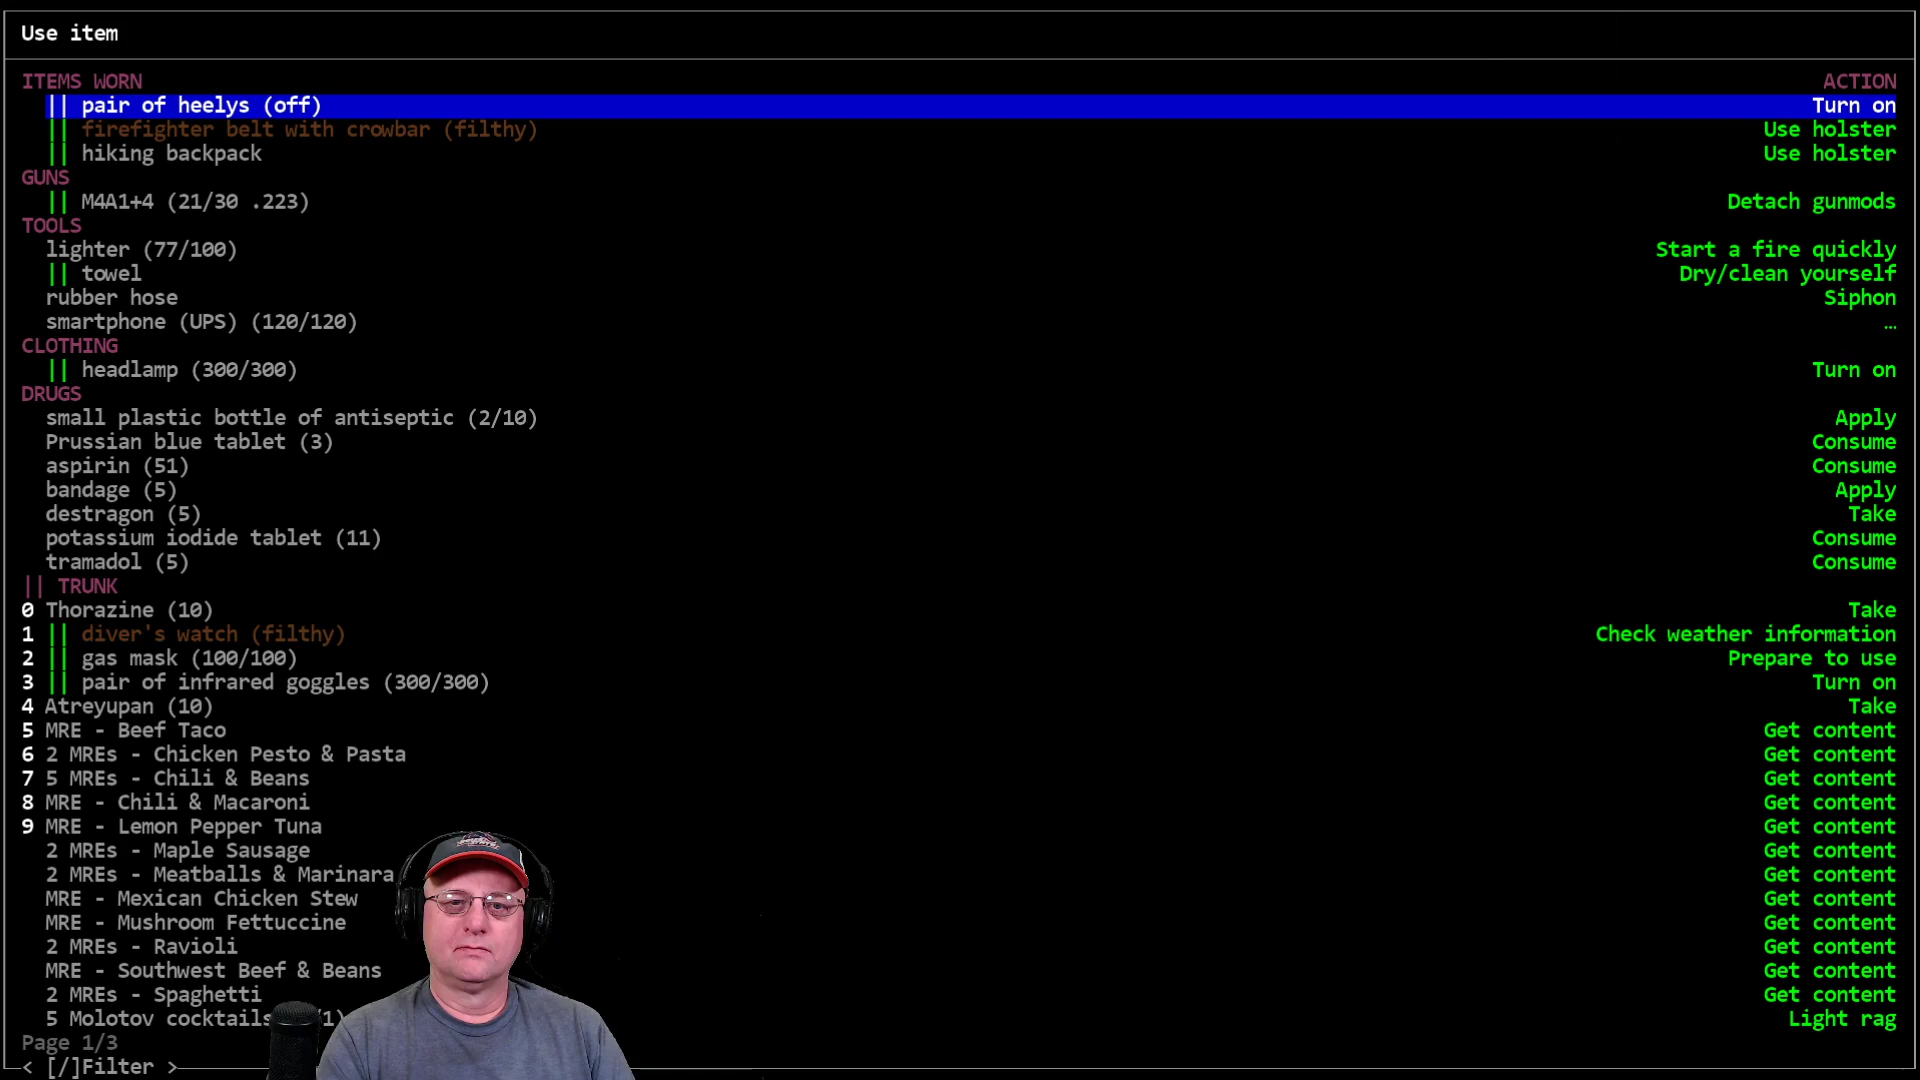 Use item
ITEMS WORN ACTION
|| pair of heelys (off) Turn on
|| firefighter belt with crowbar (filthy) Use holster
|| hiking backpack Use holster
GUNS
|| M4A1+4 (21/30 .223) Detach gunmods
TOOLS
lighter (77/100) Start a fire quickly
|| towel Dry/clean yourself
rubber hose Siphon
smartphone (UPS) (120/120) …
CLOTHING
|| headlamp (300/300) Turn on
DRUGS
small plastic bottle of antiseptic (2/10) Apply
Prussian blue tablet (3) Consume
aspirin (51) Consume
bandage (5) Apply
destragon (5) Take
potassium iodide tablet (11) Consume
tramadol (5) Consume
|| TRUNK
0 Thorazine (10) Take
1 || diver's watch (filthy) Check weather information
2 || gas mask (100/100) Prepare to use
3 || pair of infrared goggles (300/300) Turn on
4 Atreyupan (10) Take
5 MRE - Beef Taco Get content
6 2 MREs - Chicken Pesto & Pasta Get content
7 5 MREs - Chili & Beans Get content
8 MRE - Chili & Macaroni Get content
9 MRE - Lemon Pepper Tuna Get content
2 MREs - Maple Sausage Get content
2 MREs - Meatballs & Marinara Get content
MRE - Mexican Chicken Stew Get content
MRE - Mushroom Fettuccine Get content
2 MREs - Ravioli Get content
MRE - Southwest Beef & Beans Get content
2 MREs - Spaghetti Get content
5 Molotov cocktails 1) Light rag
Page 1/3
< [/]Filter >